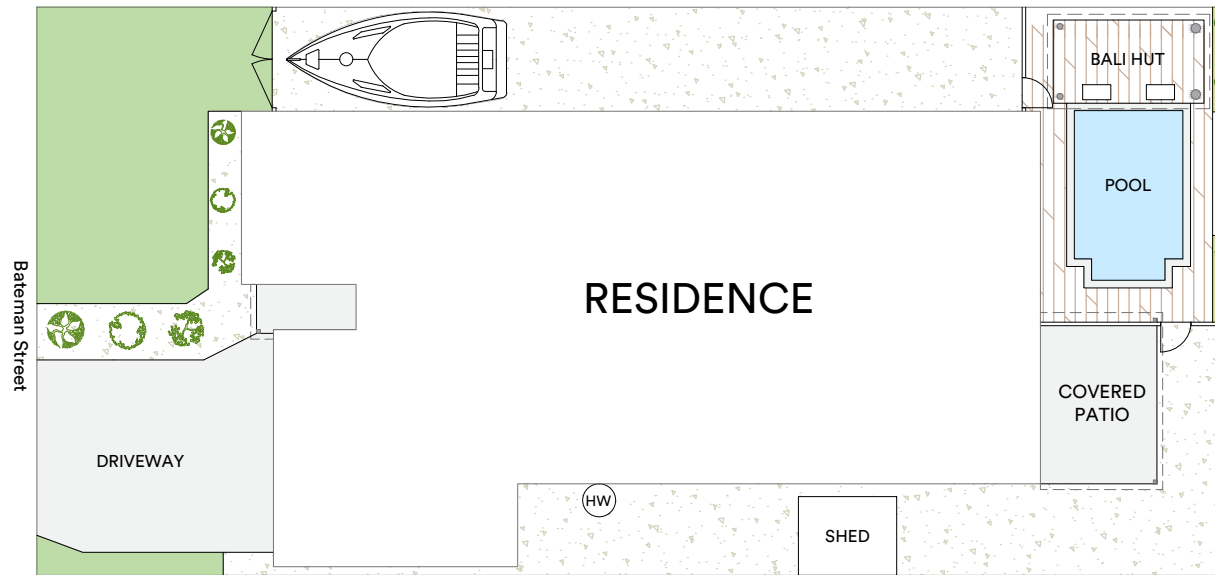 BALI HUT
POOL
Bateman Street
RESIDENCE
COVERED
PATIO
DRIVEWAY
HW
SHED